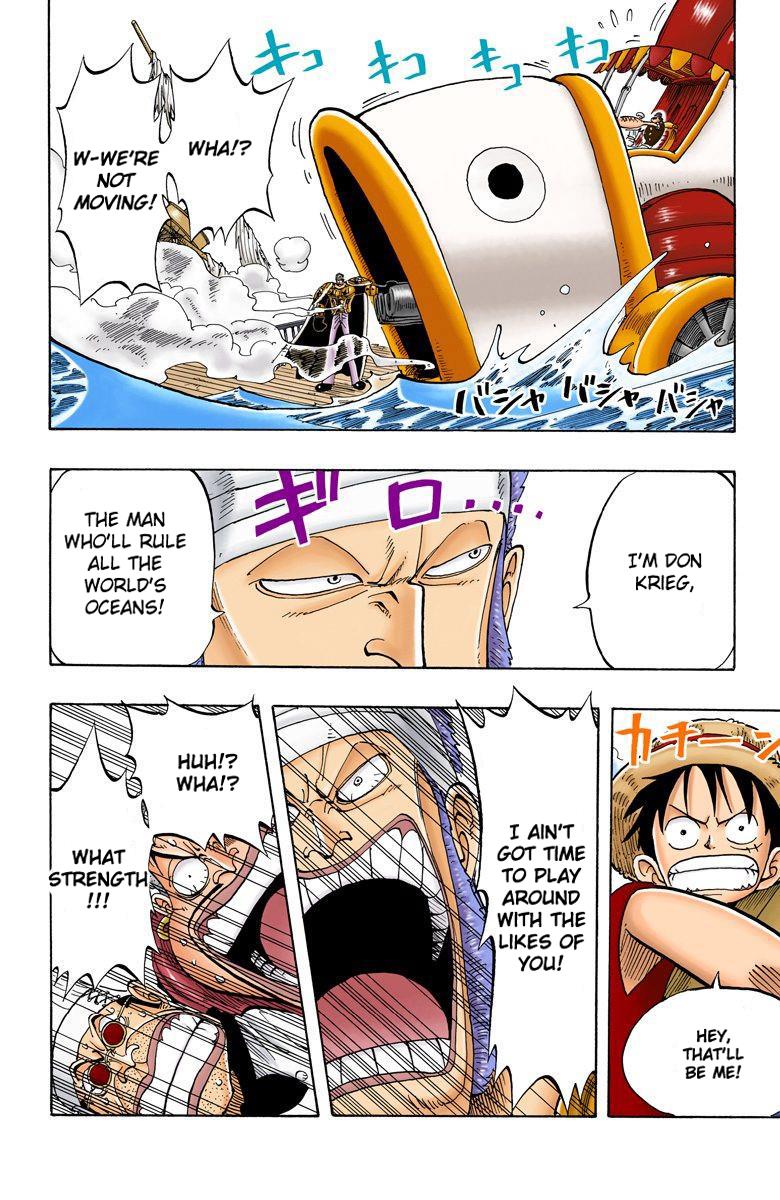 キコ キコ キコ キコ
WHA!?
W-WE'RE
NOT
MOVING!
バシャ バシャ バシャ
ギロ....
I'M DON
KRIEG,
THE MAN
WHO'LL RULE
ALL THE
WORLD'S
OCEANS!
カチーン
HEY,
THAT'LL
BE ME!
I AIN'T
GOT TIME
TO PLAY
AROUND
WITH THE
LIKES OF
YOU!
HUH!?
WHA!?
WHAT
STRENGTH
!!!